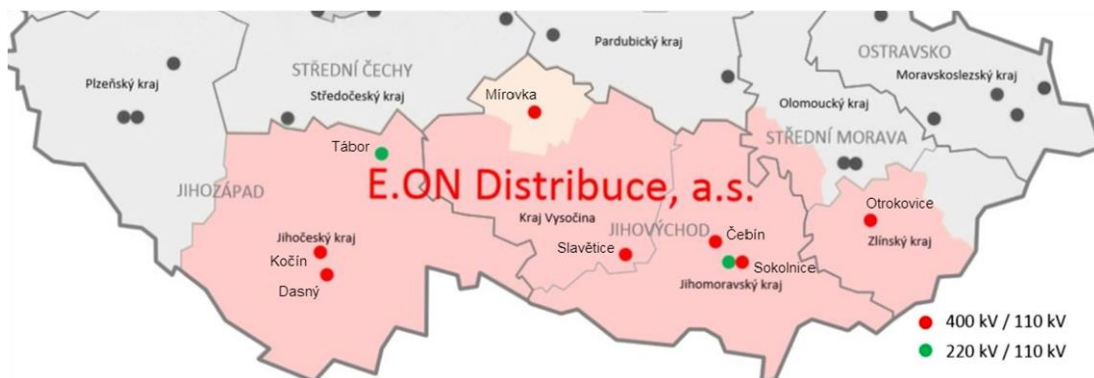 Pardubický kraj
OSTRAVSKO
Plzeňský kraj
STŘEDNÍ ČECHY
Moravskoslezský kraj
Středočeský kraj
Mírovka
Olomoucký kraj
STŘEDNÍ MORAVA
Tábor
JIHOZÁPAD
E.ON Distribuce, a.s.
Otrokovice
Kraj Vysočina
JIHOVÝCHOD
Čebín
Zlínský kraj
Jihočeský kraj
Slavětice
Kočín
Sokolnice
Dasný
Jihomoravský kraj
400 kV / 110 kV
220 kV / 110 kV